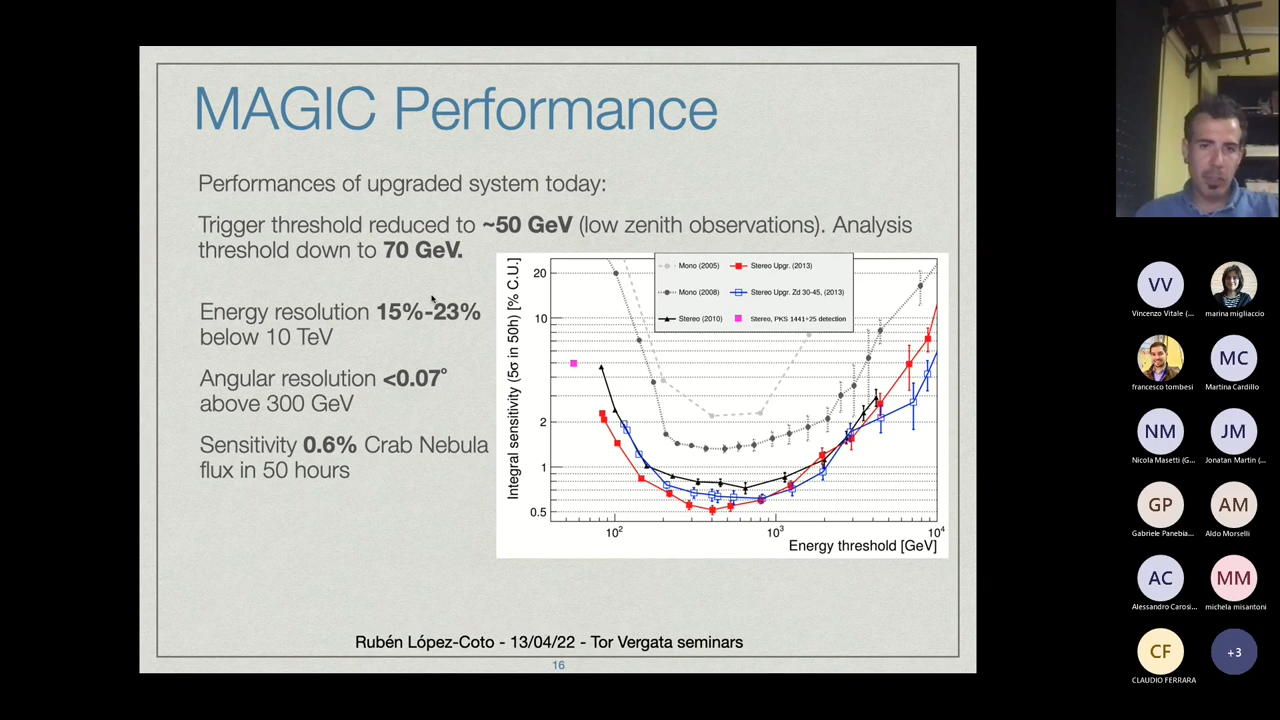 MAGIC Performance
Performances of upgraded system today:
Trigger threshold reduced to ~50 GeV (low zenith observations). Analysis
threshold down to 70 GeV.
Energy resolution 15%-23%
below 10 TeV
Angular resolution <0.07°
above 300 GeV
Sensitivity 0.6% Crab Nebula
flux in 50 hours
Integral sensitivity (5σ in 50h) [% C.U.]
20
10
2
1
0.5
Mono (2005)
Stereo Upgr. (2013)
Mono (2008)
Stereo Upgr. Zd 30-45, (2013)
Stereo (2010)
Stereo, PKS 1441+25 detection
10²
10³
10⁴
Energy threshold [GeV]
Rubén López-Coto - 13/04/22 - Tor Vergata seminars
16
VV
Vincenzo Vitale (...
marina migliaccio
francesco tombesi
MC
Martina Cardillo
NM
Nicola Masetti (G...
JM
Jonatan Martin (...
GP
Gabriele Panebia...
AM
Aldo Morselli
AC
Alessandro Carosi...
MM
michela misantoni
CF
CLAUDIO FERRARA
+3